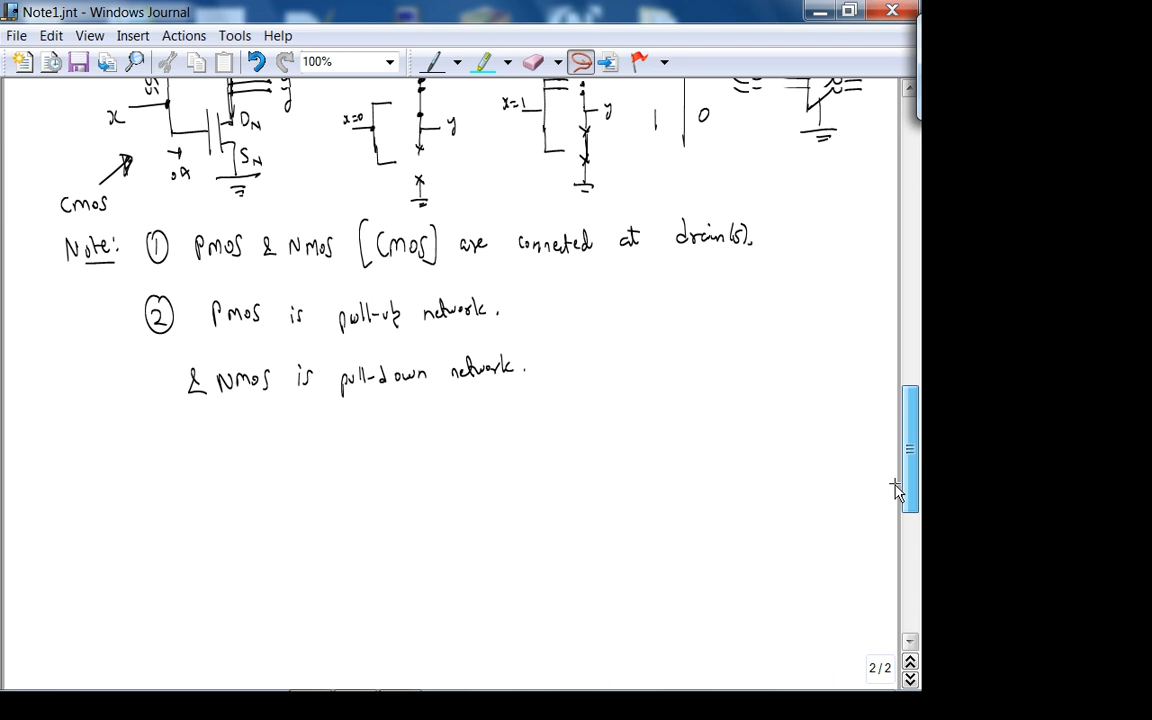 Note1.jnt - Windows Journal
File Edit View Insert Actions Tools Help
100%
x
DN
SN
CMOS
x=0
y
x=1
y
1 0
Note: ① PMOS & NMOS [CMOS] are connected at drain(s).
② PMOS is pull-up network.
& NMOS is pull-down network.
2/2